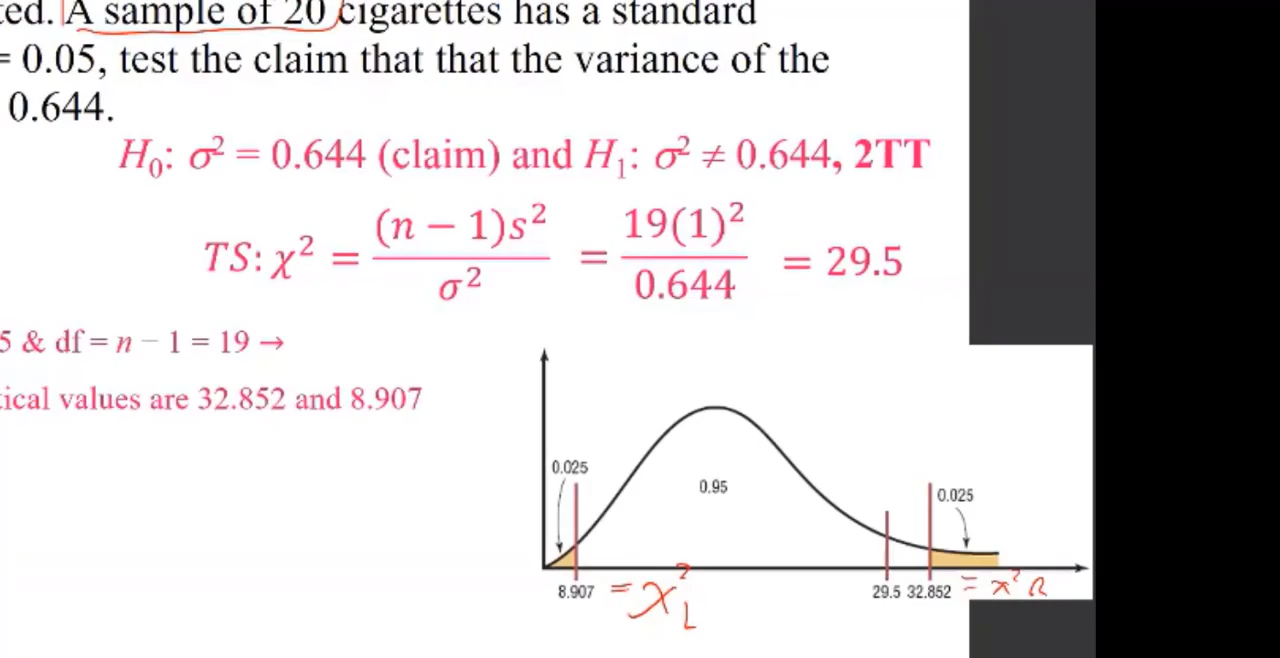 ted. A sample of 20 cigarettes has a standard
= 0.05, test the claim that that the variance of the
0.644.
H₀: σ² = 0.644 (claim) and H₁: σ² ≠ 0.644, 2TT
TS: χ² = (n − 1)s² / σ² = 19(1)² / 0.644 = 29.5
5 & df = n − 1 = 19 →
tical values are 32.852 and 8.907
0.025
0.95
0.025
8.907 = χ²L 29.5 32.852 = χ²R